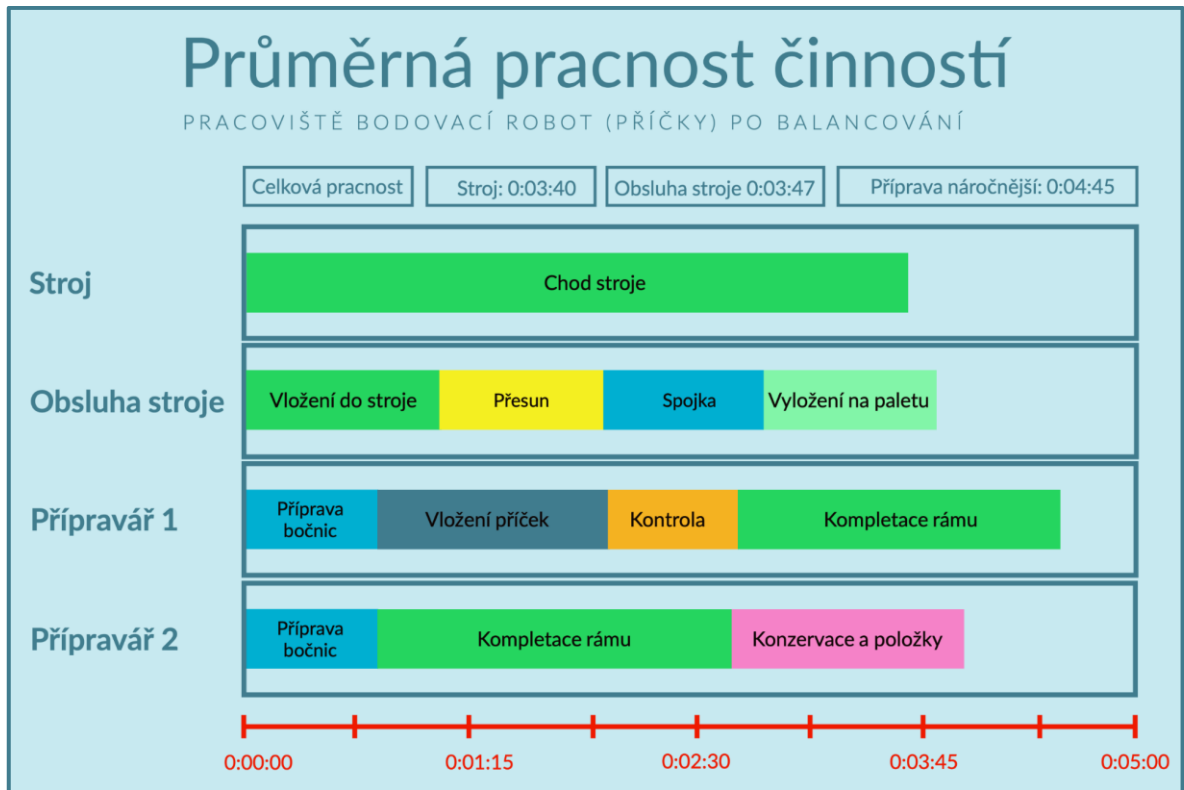 Průměrná pracnost činností
PRACOVIŠTĚ BODOVACÍ ROBOT (PŘÍČKY) PO BALANCOVÁNÍ
Celková pracnost
Stroj: 0:03:40
Obsluha stroje 0:03:47
Příprava náročnější: 0:04:45
Stroj
Chod stroje
Obsluha stroje
Vložení do stroje
Přesun
Spojka
Vyložení na paletu
Přípravář 1
Příprava
bočnic
Vložení příček
Kontrola
Kompletace rámu
Přípravář 2
Příprava
bočnic
Kompletace rámu
Konzervace a položky
0:00:00
0:01:15
0:02:30
0:03:45
0:05:00